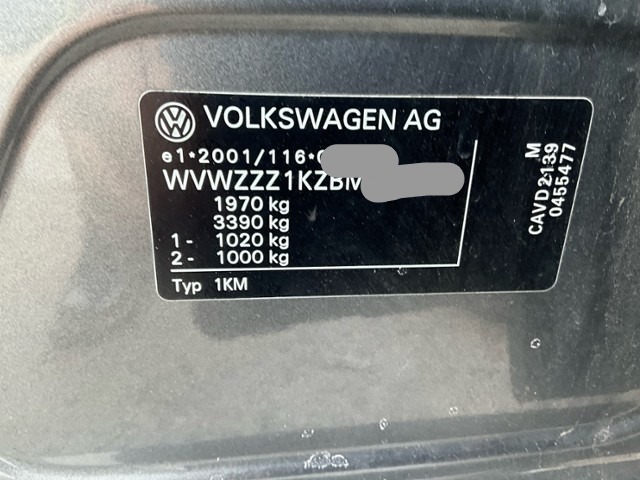 VOLKSWAGEN AG
e1*2001/116*
WVWZZZ1KZBM
1970 kg
3390 kg
1- 1020 kg
2- 1000 kg
Typ 1KM
M
CAVD 2139
0455477